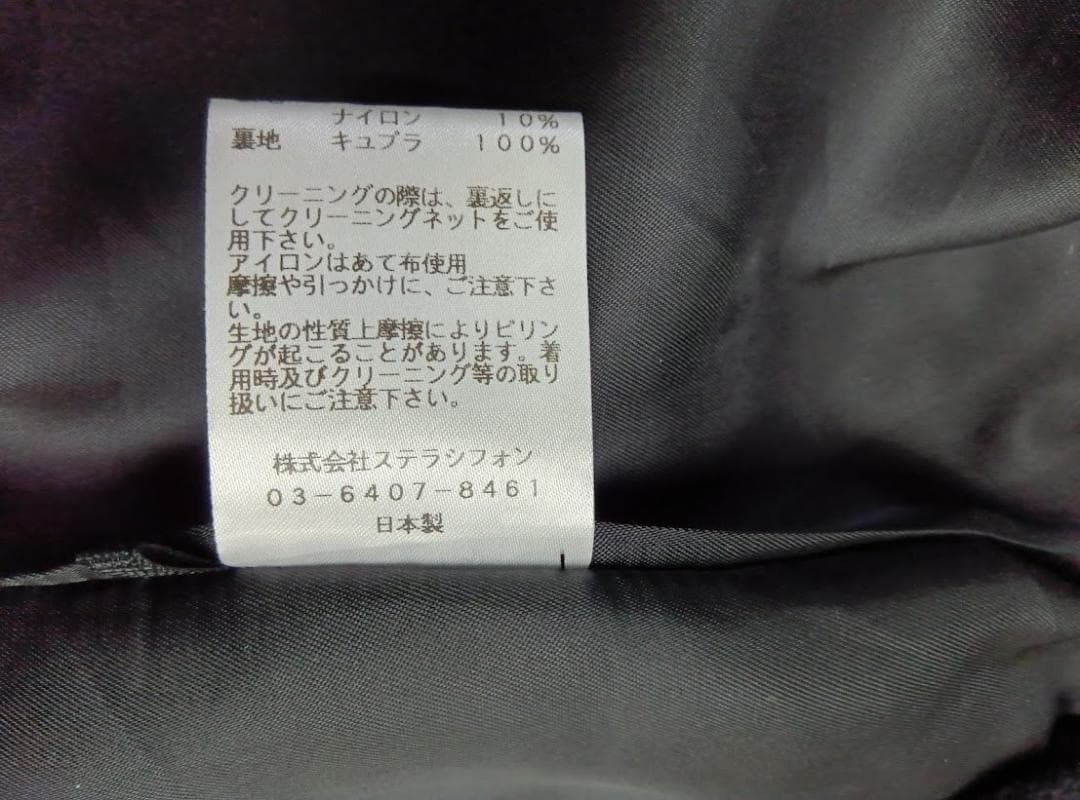 ナイロン 10%
裏地 キュプラ 100%
クリーニングの際は、裏返しに
してクリーニングネットをご使
用下さい。
アイロンはあて布使用
摩擦や引っかけに、ご注意下さ
い。
生地の性質上摩擦によりピリン
グが起こることがあります。着
用時及びクリーニング等の取り
扱いにご注意下さい。
株式会社ステラシフォン
03-6407-8461
日本製